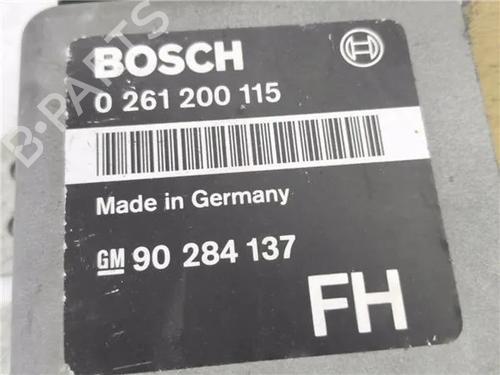 BOSCH
0 261 200 115
Made in Germany
GM 90 284 137
FH
B-PARTS